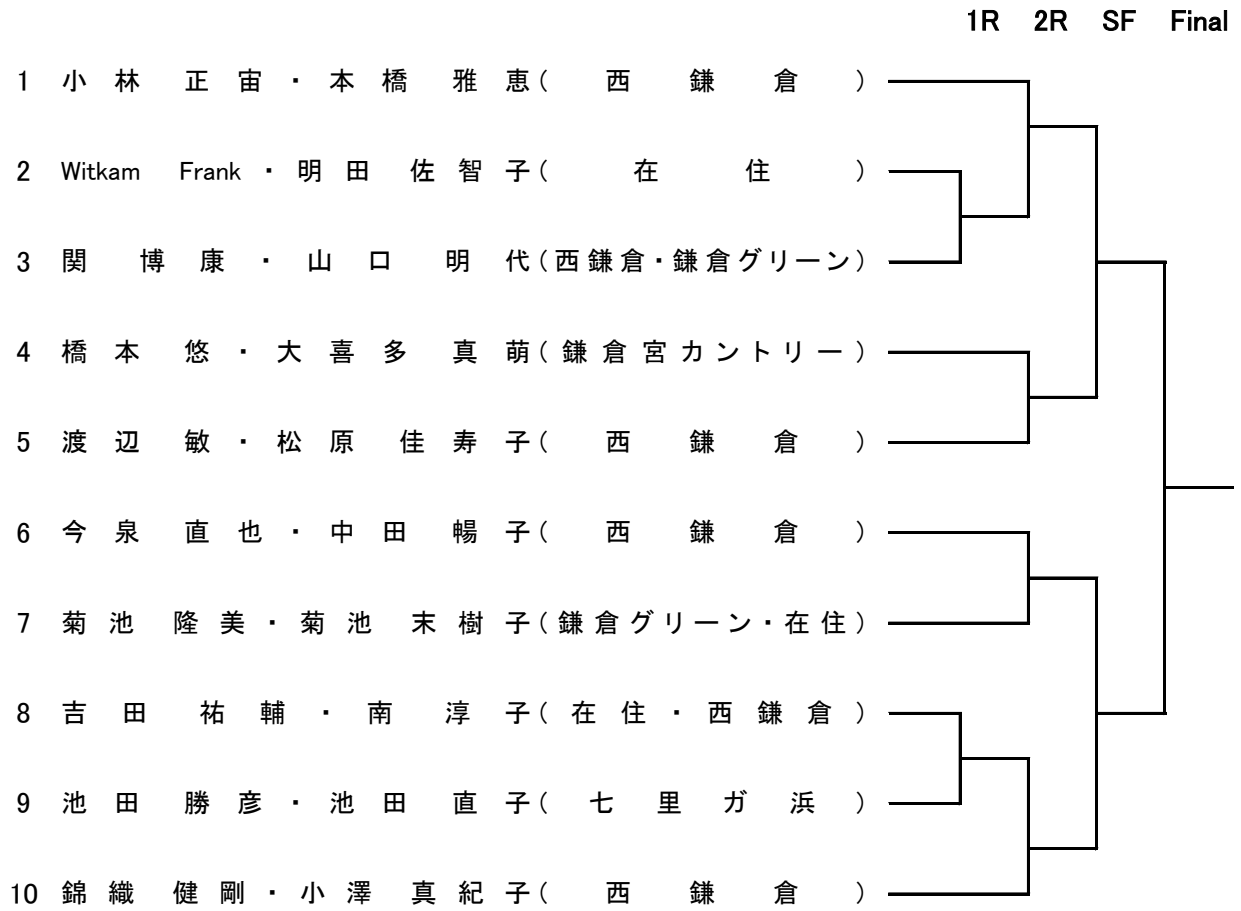 1R 2R SF Final
1 小林 正宙・本橋 雅恵(西鎌倉)
2 Witkam Frank・明田 佐智子(在住)
3 関 博康・山口 明代(西鎌倉・鎌倉グリーン)
4 橋本 悠・大喜多 真萌(鎌倉宮カントリー)
5 渡辺 敏・松原 佳寿子(西鎌倉)
6 今泉 直也・中田 暢子(西鎌倉)
7 菊池 隆美・菊池 末樹子(鎌倉グリーン・在住)
8 吉田 祐輔・南 淳子(在住・西鎌倉)
9 池田 勝彦・池田 直子(七里ガ浜)
10 錦織 健剛・小澤 真紀子(西鎌倉)